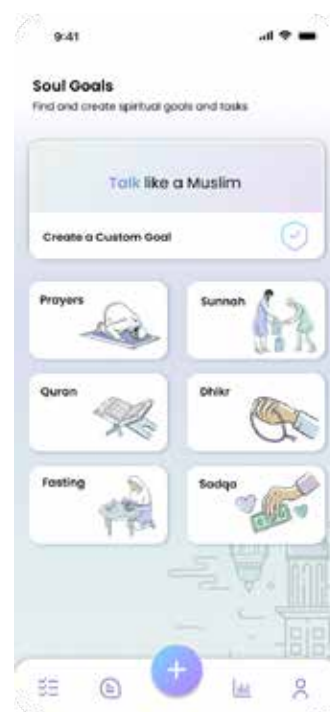 9:41
Soul Goals
Find and create spiritual goals and tasks
Talk like a Muslim
Create a Custom Goal
Prayers
Sunnah
Quran
Dhikr
Fasting
Sadqa